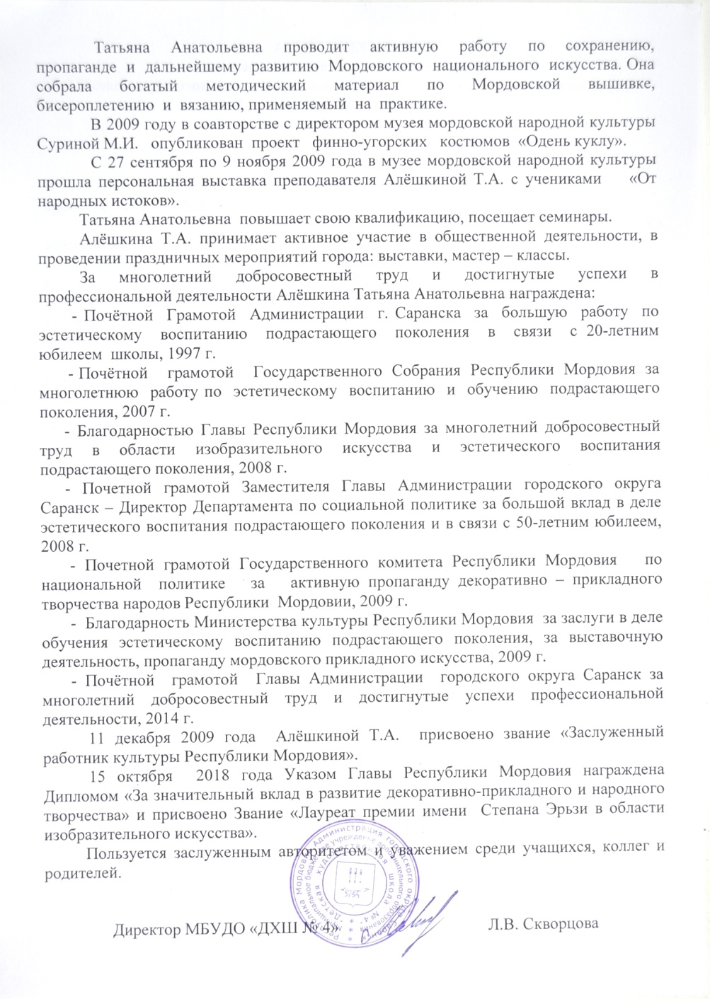 Татьяна Анатольевна проводит активную работу по сохранению,
пропаганде и дальнейшему развитию Мордовского национального искусства. Она
собрала богатый методический материал по Мордовской вышивке,
бисероплетению и вязанию, применяемый на практике.
В 2009 году в соавторстве с директором музея мордовской народной культуры
Суриной М.И. опубликован проект финно-угорских костюмов «Одень куклу».
С 27 сентября по 9 ноября 2009 года в музее мордовской народной культуры
прошла персональная выставка преподавателя Алёшкиной Т.А. с учениками «От
народных истоков».
Татьяна Анатольевна повышает свою квалификацию, посещает семинары.
Алёшкина Т.А. принимает активное участие в общественной деятельности, в
проведении праздничных мероприятий города: выставки, мастер – классы.
За многолетний добросовестный труд и достигнутые успехи в
профессиональной деятельности Алёшкина Татьяна Анатольевна награждена:
- Почётной Грамотой Администрации г. Саранска за большую работу по
эстетическому воспитанию подрастающего поколения в связи с 20-летним
юбилеем школы, 1997 г.
- Почётной грамотой Государственного Собрания Республики Мордовия за
многолетнюю работу по эстетическому воспитанию и обучению подрастающего
поколения, 2007 г.
- Благодарностью Главы Республики Мордовия за многолетний добросовестный
труд в области изобразительного искусства и эстетического воспитания
подрастающего поколения, 2008 г.
- Почетной грамотой Заместителя Главы Администрации городского округа
Саранск – Директор Департамента по социальной политике за большой вклад в деле
эстетического воспитания подрастающего поколения и в связи с 50-летним юбилеем,
2008 г.
- Почетной грамотой Государственного комитета Республики Мордовия по
национальной политике за активную пропаганду декоративно – прикладного
творчества народов Республики Мордовии, 2009 г.
- Благодарность Министерства культуры Республики Мордовия за заслуги в деле
обучения эстетическому воспитанию подрастающего поколения, за выставочную
деятельность, пропаганду мордовского прикладного искусства, 2009 г.
- Почётной грамотой Главы Администрации городского округа Саранск за
многолетний добросовестный труд и достигнутые успехи профессиональной
деятельности, 2014 г.
11 декабря 2009 года Алёшкиной Т.А. присвоено звание «Заслуженный
работник культуры Республики Мордовия».
15 октября 2018 года Указом Главы Республики Мордовия награждена
Дипломом «За значительный вклад в развитие декоративно-прикладного и народного
творчества» и присвоено Звание «Лауреат премии имени Степана Эрьзи в области
изобразительного искусства».
Пользуется заслуженным авторитетом и уважением среди учащихся, коллег и
родителей.
Директор МБУДО «ДХШ № 4» Л.В. Скворцова
Республика Мордовия Администрация городского округа Саранск
Муниципальное бюджетное учреждение дополнительного образования
Детская художественная школа № 4